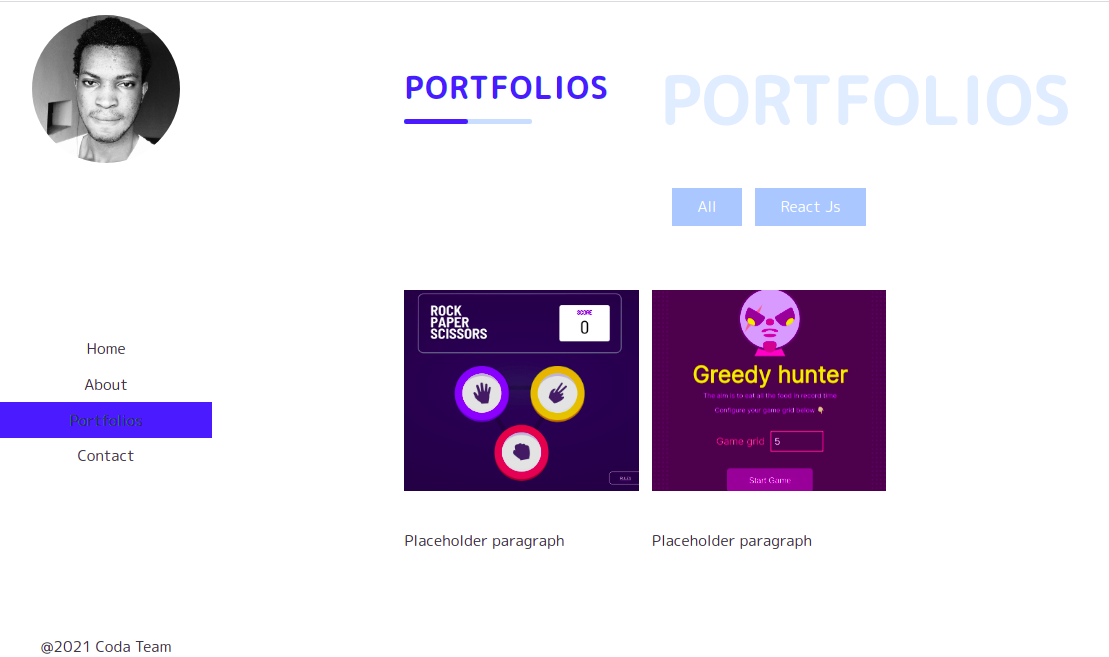 PORTFOLIOS
PORTFOLIOS
All
React Js
Home
About
Portfolios
Contact
ROCK
PAPER
SCISSORS
SCORE
0
Greedy hunter
The aim is to eat all the food in record time
Configure your game grid below 👇🏼
Game grid 5
Start Game
Placeholder paragraph
Placeholder paragraph
@2021 Coda Team